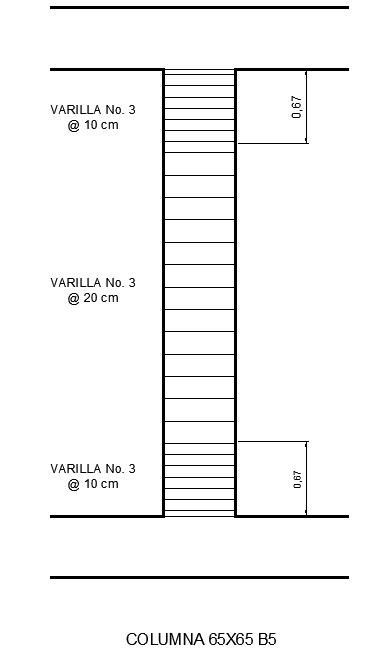 VARILLA No. 3
@ 10 cm
0,67
VARILLA No. 3
@ 20 cm
VARILLA No. 3
@ 10 cm
0,67
COLUMNA 65X65 B5